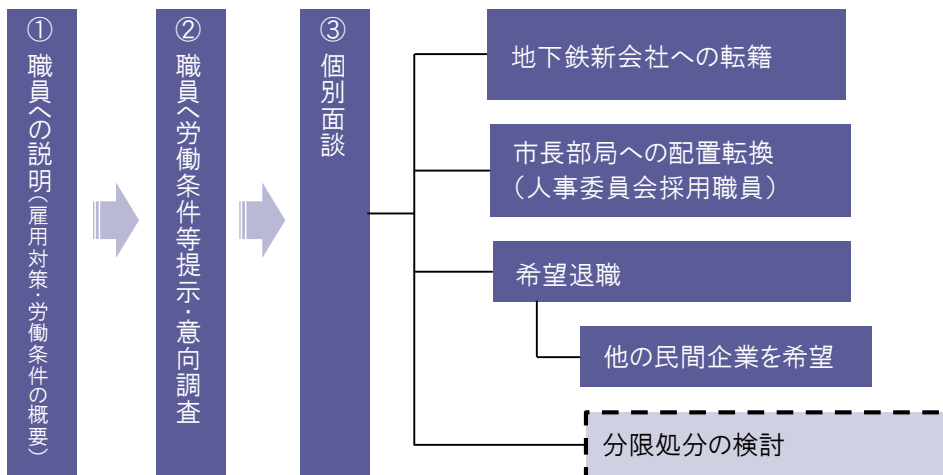 ① 職員への説明（雇用対策・労働条件の概要）
② 職員へ労働条件等提示・意向調査
③ 個別面談
地下鉄新会社への転籍
市長部局への配置転換
（人事委員会採用職員）
希望退職
他の民間企業を希望
分限処分の検討